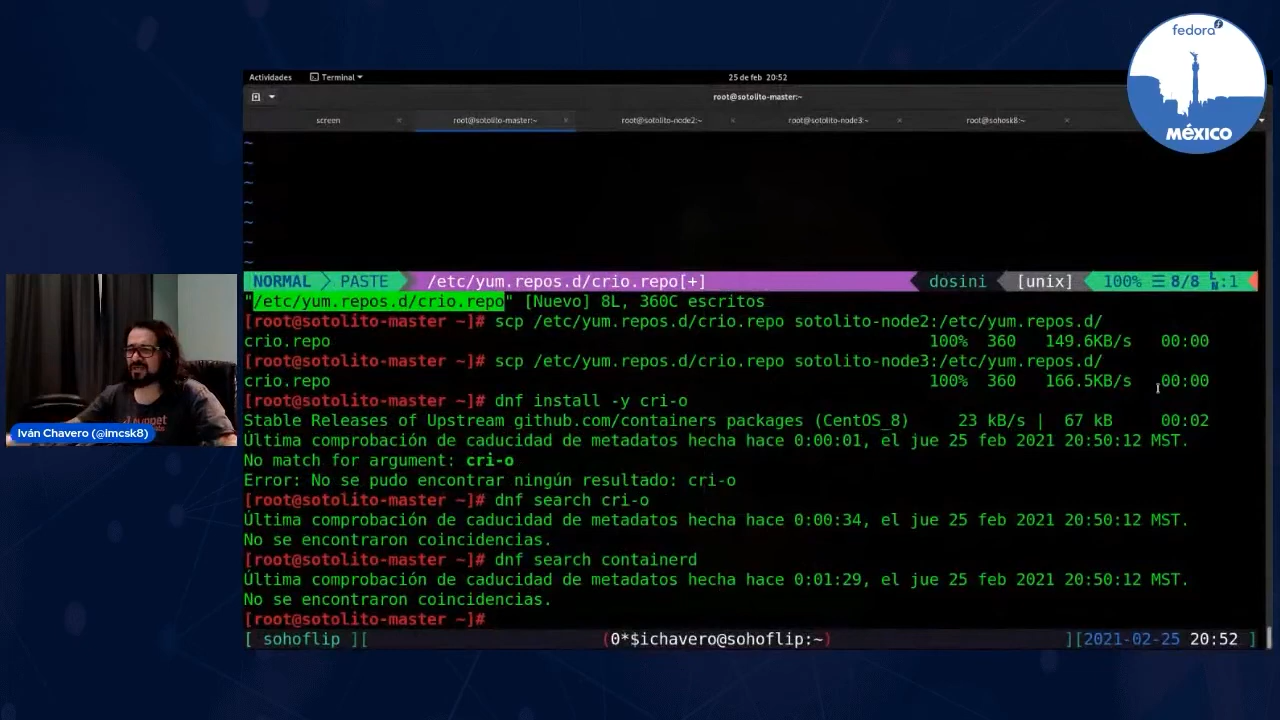 fedora
MéXICO
Actividades Terminal 25 de feb 20:52
root@sotolito-master:~
screen × root@sotolito-master:~ × root@sotolito-node2:~ × root@sotolito-node3:~ × root@sohosk8:~ ×
~
~
~
~
~
~
~
NORMAL PASTE /etc/yum.repos.d/crio.repo[+] dosini [unix] 100% ☰ 8/8 :1
"/etc/yum.repos.d/crio.repo" [Nuevo] 8L, 360C escritos
[root@sotolito-master ~]# scp /etc/yum.repos.d/crio.repo sotolito-node2:/etc/yum.repos.d/
crio.repo 100% 360 149.6KB/s 00:00
[root@sotolito-master ~]# scp /etc/yum.repos.d/crio.repo sotolito-node3:/etc/yum.repos.d/
crio.repo 100% 360 166.5KB/s 00:00
[root@sotolito-master ~]# dnf install -y cri-o
Stable Releases of Upstream github.com/containers packages (CentOS_8) 23 kB/s | 67 kB 00:02
Última comprobación de caducidad de metadatos hecha hace 0:00:01, el jue 25 feb 2021 20:50:12 MST.
No match for argument: cri-o
Error: No se pudo encontrar ningún resultado: cri-o
[root@sotolito-master ~]# dnf search cri-o
Última comprobación de caducidad de metadatos hecha hace 0:00:34, el jue 25 feb 2021 20:50:12 MST.
No se encontraron coincidencias.
[root@sotolito-master ~]# dnf search containerd
Última comprobación de caducidad de metadatos hecha hace 0:01:29, el jue 25 feb 2021 20:50:12 MST.
No se encontraron coincidencias.
[root@sotolito-master ~]#
[ sohoflip ][ (0*$ichavero@sohoflip:~) ][2021-02-25 20:52 ]
Iván Chavero (@imcsk8)